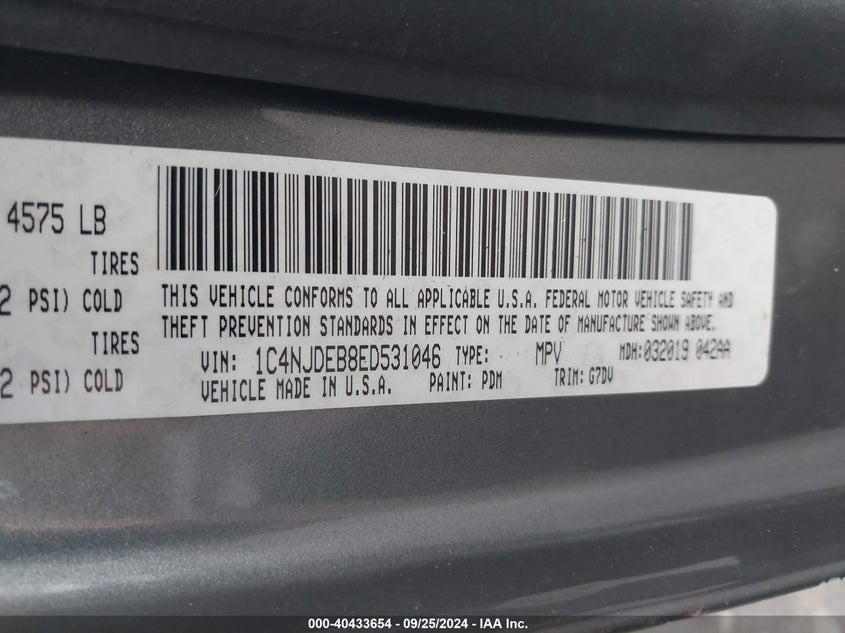 4575 LB
TIRES
2 PSI) COLD
TIRES
2 PSI) COLD
THIS VEHICLE CONFORMS TO ALL APPLICABLE U.S.A. FEDERAL MOTOR VEHICLE SAFETY AND
THEFT PREVENTION STANDARDS IN EFFECT ON THE DATE OF MANUFACTURE SHOWN ABOVE.
VIN: 1C4NJDEB8ED531046 TYPE: MPV MDH:032019 042AA
VEHICLE MADE IN U.S.A. PAINT: PDM TRIM: G7DV
000-40433654 / 09/25/2024 - IAA Inc.